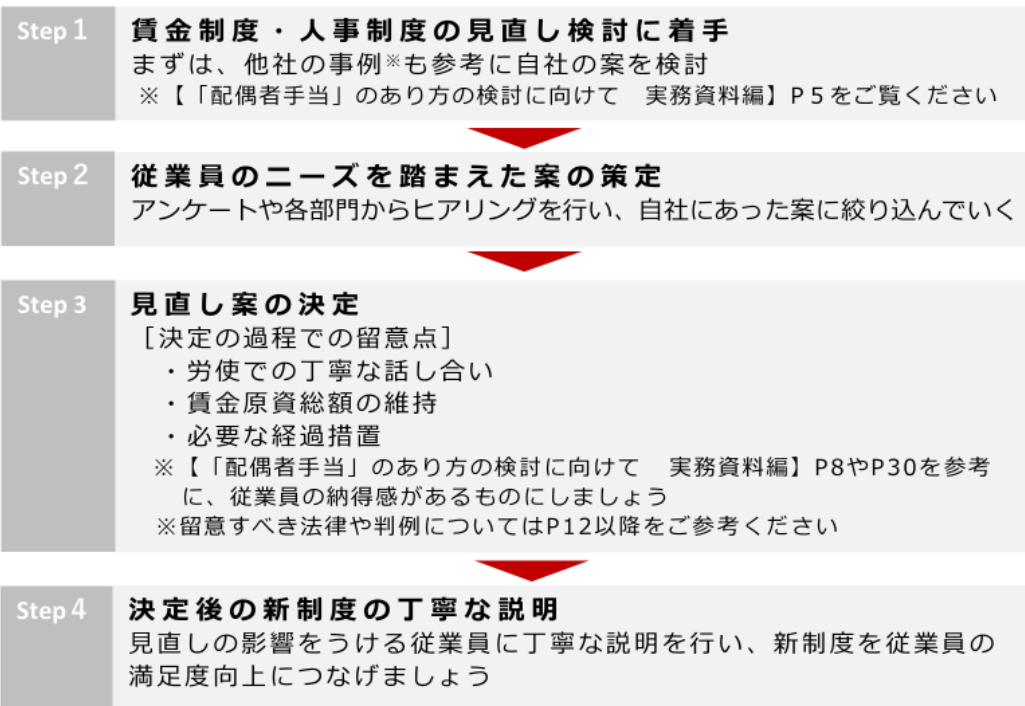 Step 1
賃金制度・人事制度の見直し検討に着手
まずは、他社の事例※も参考に自社の案を検討
※【「配偶者手当」のあり方の検討に向けて　実務資料編】P5をご覧ください
Step 2
従業員のニーズを踏まえた案の策定
アンケートや各部門からヒアリングを行い、自社にあった案に絞り込んでいく
Step 3
見直し案の決定
［決定の過程での留意点］
・労使での丁寧な話し合い
・賃金原資総額の維持
・必要な経過措置
※【「配偶者手当」のあり方の検討に向けて　実務資料編】P8やP30を参考
に、従業員の納得感があるものにしましょう
※留意すべき法律や判例についてはP12以降をご参考ください
Step 4
決定後の新制度の丁寧な説明
見直しの影響をうける従業員に丁寧な説明を行い、新制度を従業員の
満足度向上につなげましょう